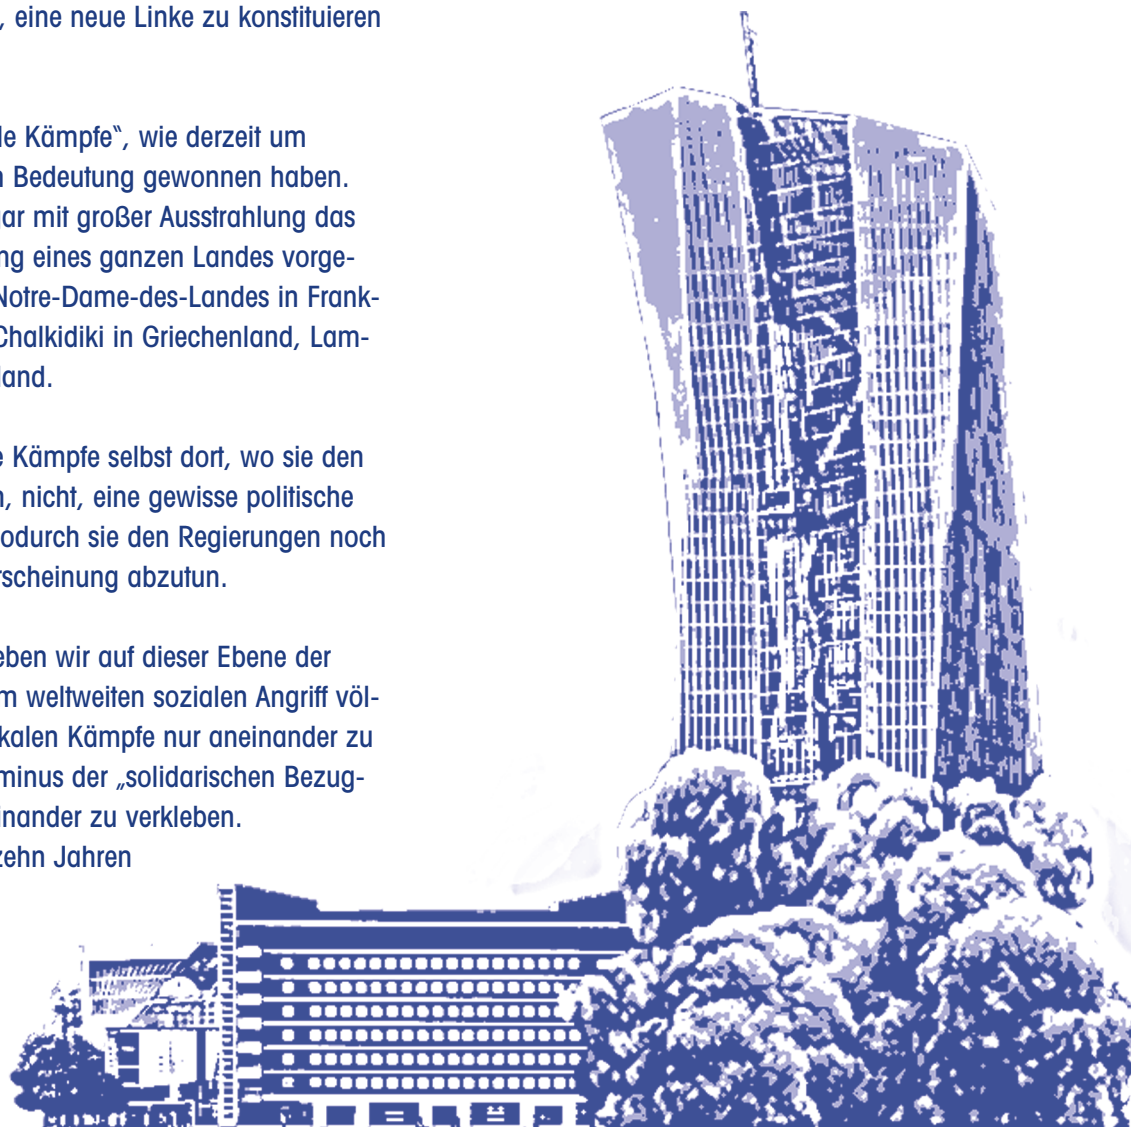 , eine neue Linke zu konstituieren
le Kämpfe“, wie derzeit um
n Bedeutung gewonnen haben.
gar mit großer Ausstrahlung das
ng eines ganzen Landes vorge-
Notre-Dame-des-Landes in Frank-
Chalkidiki in Griechenland, Lam-
land.
e Kämpfe selbst dort, wo sie den
n, nicht, eine gewisse politische
odurch sie den Regierungen noch
rscheinung abzutun.
eben wir auf dieser Ebene der
m weltweiten sozialen Angriff völ-
kalen Kämpfe nur aneinander zu
minus der „solidarischen Bezug-
inander zu verkleben.
zehn Jahren